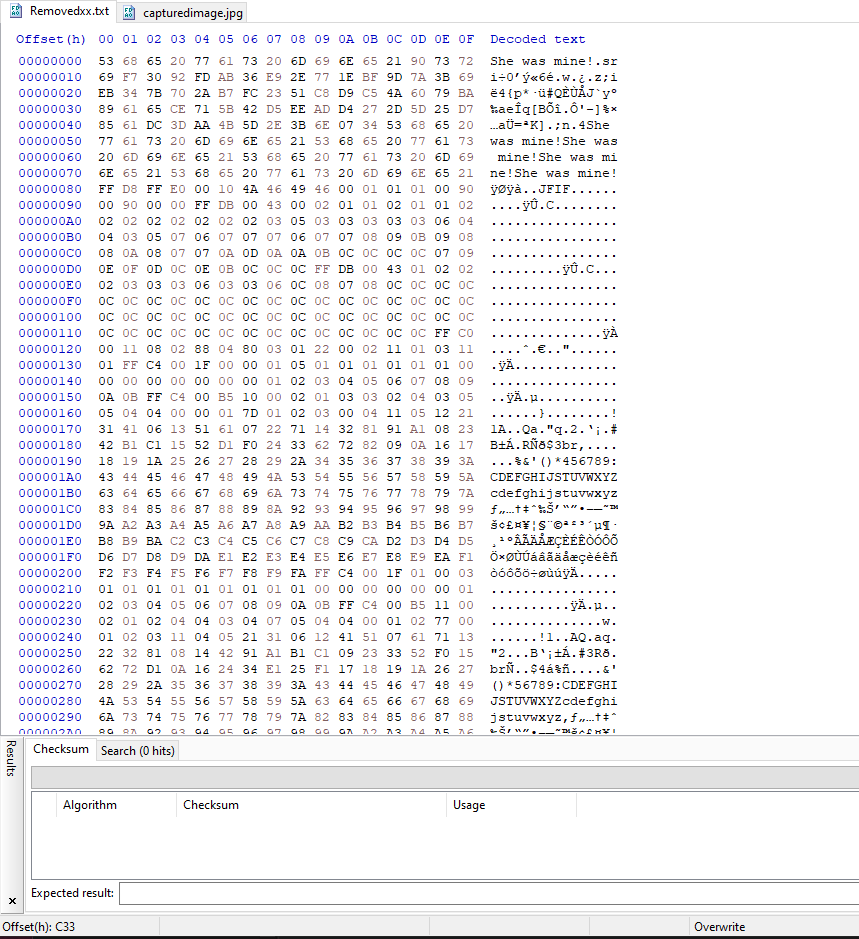 Removedxx.txt capturedimage.jpg
Offset(h) 00 01 02 03 04 05 06 07 08 09 0A 0B 0C 0D 0E 0F Decoded text
00000000 53 68 65 20 77 61 73 20 6D 69 6E 65 21 90 73 72 She was mine!.sr
00000010 69 F7 30 92 FD AB 36 E9 2E 77 1E BF 9D 7A 3B 69 i÷0’ý«6é.w.¿.z;i
00000020 EB 34 7B 70 2A B7 FC 23 51 C8 D9 C5 4A 60 79 BA ë4{p*·ü#QÈÙÅJ`yº
00000030 89 61 65 CE 71 5B 42 D5 EE AD D4 27 2D 5D 25 D7 ‰aeÎq[BÕî.Ô'-]%×
00000040 85 61 DC 3D AA 4B 5D 2E 3B 6E 07 34 53 68 65 20 …aÜ=ªK].;n.4She
00000050 77 61 73 20 6D 69 6E 65 21 53 68 65 20 77 61 73 was mine!She was
00000060 20 6D 69 6E 65 21 53 68 65 20 77 61 73 20 6D 69 mine!She was mi
00000070 6E 65 21 53 68 65 20 77 61 73 20 6D 69 6E 65 21 ne!She was mine!
00000080 FF D8 FF E0 00 10 4A 46 49 46 00 01 01 01 00 90 ÿØÿà..JFIF......
00000090 00 90 00 00 FF DB 00 43 00 02 01 01 02 01 01 02 ....ÿÛ.C........
000000A0 02 02 02 02 02 02 02 03 05 03 03 03 03 03 06 04 ................
000000B0 04 03 05 07 06 07 07 07 06 07 07 08 09 0B 09 08 ................
000000C0 08 0A 08 07 07 0A 0D 0A 0A 0B 0C 0C 0C 0C 07 09 ................
000000D0 0E 0F 0D 0C 0E 0B 0C 0C 0C FF DB 00 43 01 02 02 .........ÿÛ.C...
000000E0 02 03 03 03 06 03 03 06 0C 08 07 08 0C 0C 0C 0C ................
000000F0 0C 0C 0C 0C 0C 0C 0C 0C 0C 0C 0C 0C 0C 0C 0C 0C ................
00000100 0C 0C 0C 0C 0C 0C 0C 0C 0C 0C 0C 0C 0C 0C 0C 0C ................
00000110 0C 0C 0C 0C 0C 0C 0C 0C 0C 0C 0C 0C 0C 0C FF C0 ..............ÿÀ
00000120 00 11 08 02 88 04 80 03 01 22 00 02 11 01 03 11 ....ˆ.€.."......
00000130 01 FF C4 00 1F 00 00 01 05 01 01 01 01 01 01 00 .ÿÄ.............
00000140 00 00 00 00 00 00 00 01 02 03 04 05 06 07 08 09 ................
00000150 0A 0B FF C4 00 B5 10 00 02 01 03 03 02 04 03 05 ..ÿÄ.µ..........
00000160 05 04 04 00 00 01 7D 01 02 03 00 04 11 05 12 21 ......}........!
00000170 31 41 06 13 51 61 07 22 71 14 32 81 91 A1 08 23 1A..Qa."q.2.‘¡.#
00000180 42 B1 C1 15 52 D1 F0 24 33 62 72 82 09 0A 16 17 B±Á.RÑð$3br‚....
00000190 18 19 1A 25 26 27 28 29 2A 34 35 36 37 38 39 3A ...%&'()*456789:
000001A0 43 44 45 46 47 48 49 4A 53 54 55 56 57 58 59 5A CDEFGHIJSTUVWXYZ
000001B0 63 64 65 66 67 68 69 6A 73 74 75 76 77 78 79 7A cdefghijstuvwxyz
000001C0 83 84 85 86 87 88 89 8A 92 93 94 95 96 97 98 99 ƒ„…†‡ˆ‰Š’“”•–—˜™
000001D0 9A A2 A3 A4 A5 A6 A7 A8 A9 AA B2 B3 B4 B5 B6 B7 š¢£¤¥¦§¨©ª²³´µ¶·
000001E0 B8 B9 BA C2 C3 C4 C5 C6 C7 C8 C9 CA D2 D3 D4 D5 ¸¹ºÂÃÄÅÆÇÈÉÊÒÓÔÕ
000001F0 D6 D7 D8 D9 DA E1 E2 E3 E4 E5 E6 E7 E8 E9 EA F1 Ö×ØÙÚáâãäåæçèéêñ
00000200 F2 F3 F4 F5 F6 F7 F8 F9 FA FF C4 00 1F 01 00 03 òóôõö÷øùúÿÄ.....
00000210 01 01 01 01 01 01 01 01 01 00 00 00 00 00 00 01 ................
00000220 02 03 04 05 06 07 08 09 0A 0B FF C4 00 B5 11 00 ..........ÿÄ.µ..
00000230 02 01 02 04 04 03 04 07 05 04 04 00 01 02 77 00 ..............w.
00000240 01 02 03 11 04 05 21 31 06 12 41 51 07 61 71 13 ......!1..AQ.aq.
00000250 22 32 81 08 14 42 91 A1 B1 C1 09 23 33 52 F0 15 "2...B‘¡±Á.#3Rð.
00000260 62 72 D1 0A 16 24 34 E1 25 F1 17 18 19 1A 26 27 brÑ..$4á%ñ....&'
00000270 28 29 2A 35 36 37 38 39 3A 43 44 45 46 47 48 49 ()*56789:CDEFGHI
00000280 4A 53 54 55 56 57 58 59 5A 63 64 65 66 67 68 69 JSTUVWXYZcdefghi
00000290 6A 73 74 75 76 77 78 79 7A 82 83 84 85 86 87 88 jstuvwxyz‚ƒ„…†‡ˆ
000002A0 89 8A 92 93 94 95 96 97 98 99 9A A2 A3 A4 A5 A6 ‰Š’“”•–—˜™š¢£¤¥¦
Results
Checksum Search (0 hits)
Algorithm Checksum Usage
Expected result:
Offset(h): C33 Overwrite